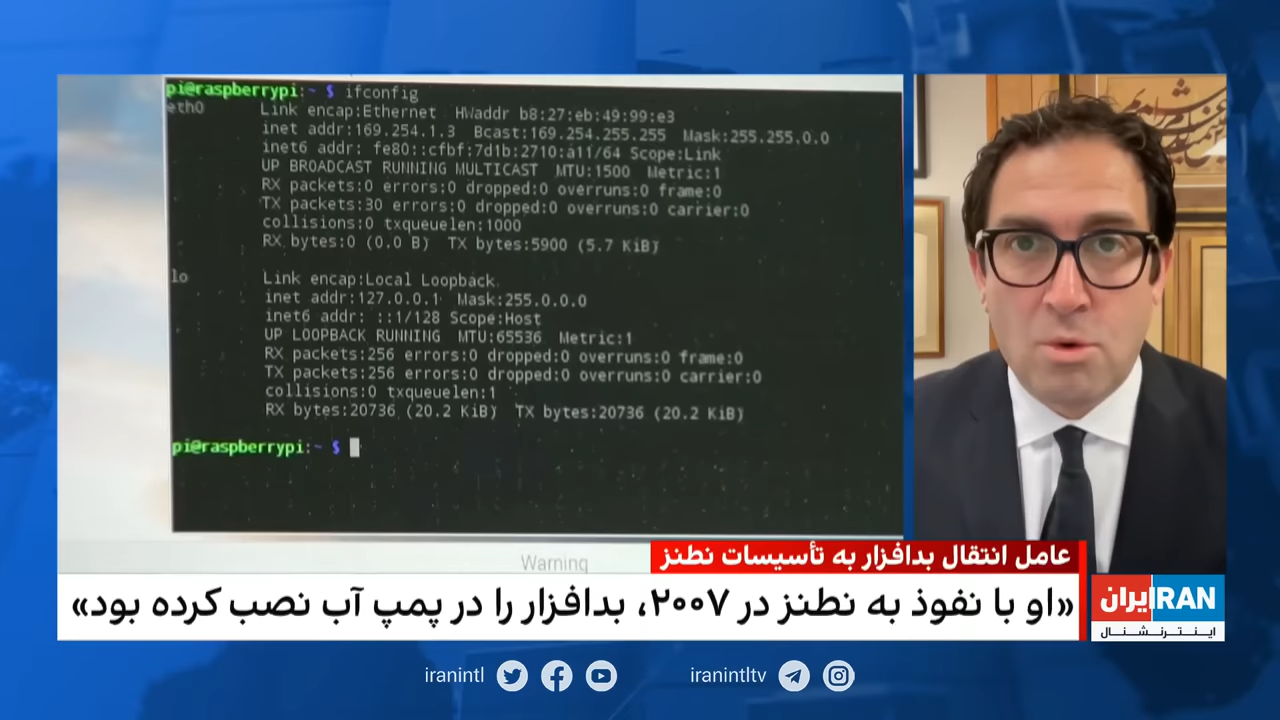 pi@raspberrypi:~ $ ifconfig
eth0 Link encap:Ethernet HWaddr b8:27:eb:49:99:e3
inet addr:169.254.1.3 Bcast:169.254.255.255 Mask:255.255.0.0
inet6 addr: fe80::cfbf:7d1b:2710:a11/64 Scope:Link
UP BROADCAST RUNNING MULTICAST MTU:1500 Metric:1
RX packets:0 errors:0 dropped:0 overruns:0 frame:0
TX packets:30 errors:0 dropped:0 overruns:0 carrier:0
collisions:0 txqueuelen:1000
RX bytes:0 (0.0 B) TX bytes:5900 (5.7 KiB)
lo Link encap:Local Loopback
inet addr:127.0.0.1 Mask:255.0.0.0
inet6 addr: ::1/128 Scope:Host
UP LOOPBACK RUNNING MTU:65536 Metric:1
RX packets:256 errors:0 dropped:0 overruns:0 frame:0
TX packets:256 errors:0 dropped:0 overruns:0 carrier:0
collisions:0 txqueuelen:1
RX bytes:20736 (20.2 KiB) TX bytes:20736 (20.2 KiB)
pi@raspberrypi:~ $
Warning
عامل انتقال بدافزار به تأسیسات نطنز
«او با نفوذ به نطنز در ۲۰۰۷، بدافزار را در پمپ آب نصب کرده بود»
ایران IRAN
اینترنشنال
iranintl
iranintltv